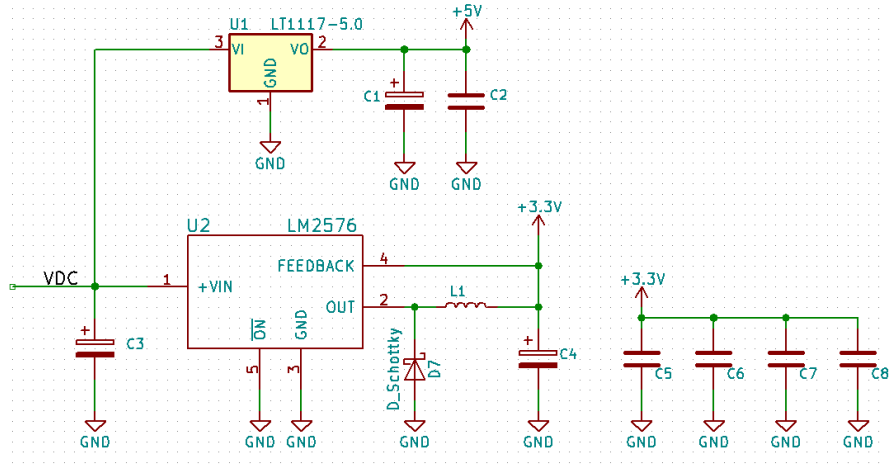 U1 LT1117-5.0
+5V
3 VI VO 2
GND
1
+
C1
C2
GND
GND
GND
U2 LM2576
+3.3V
FEEDBACK 4
VDC
1 +VIN
OUT 2
L1
ON
GND
5
3
+
C3
D_Schottky
D7
+
C4
GND
GND
GND
GND
GND
+3.3V
C5
C6
C7
C8
GND
GND
GND
GND